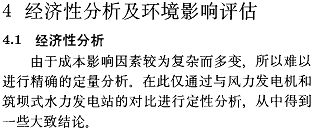 4 经济性分析及环境影响评估
4.1 经济性分析
由于成本影响因素较为复杂而多变，所以难以
进行精确的定量分析。在此仅通过与风力发电机和
筑坝式水力发电站的对比进行定性分析，从中得到
一些大致结论。